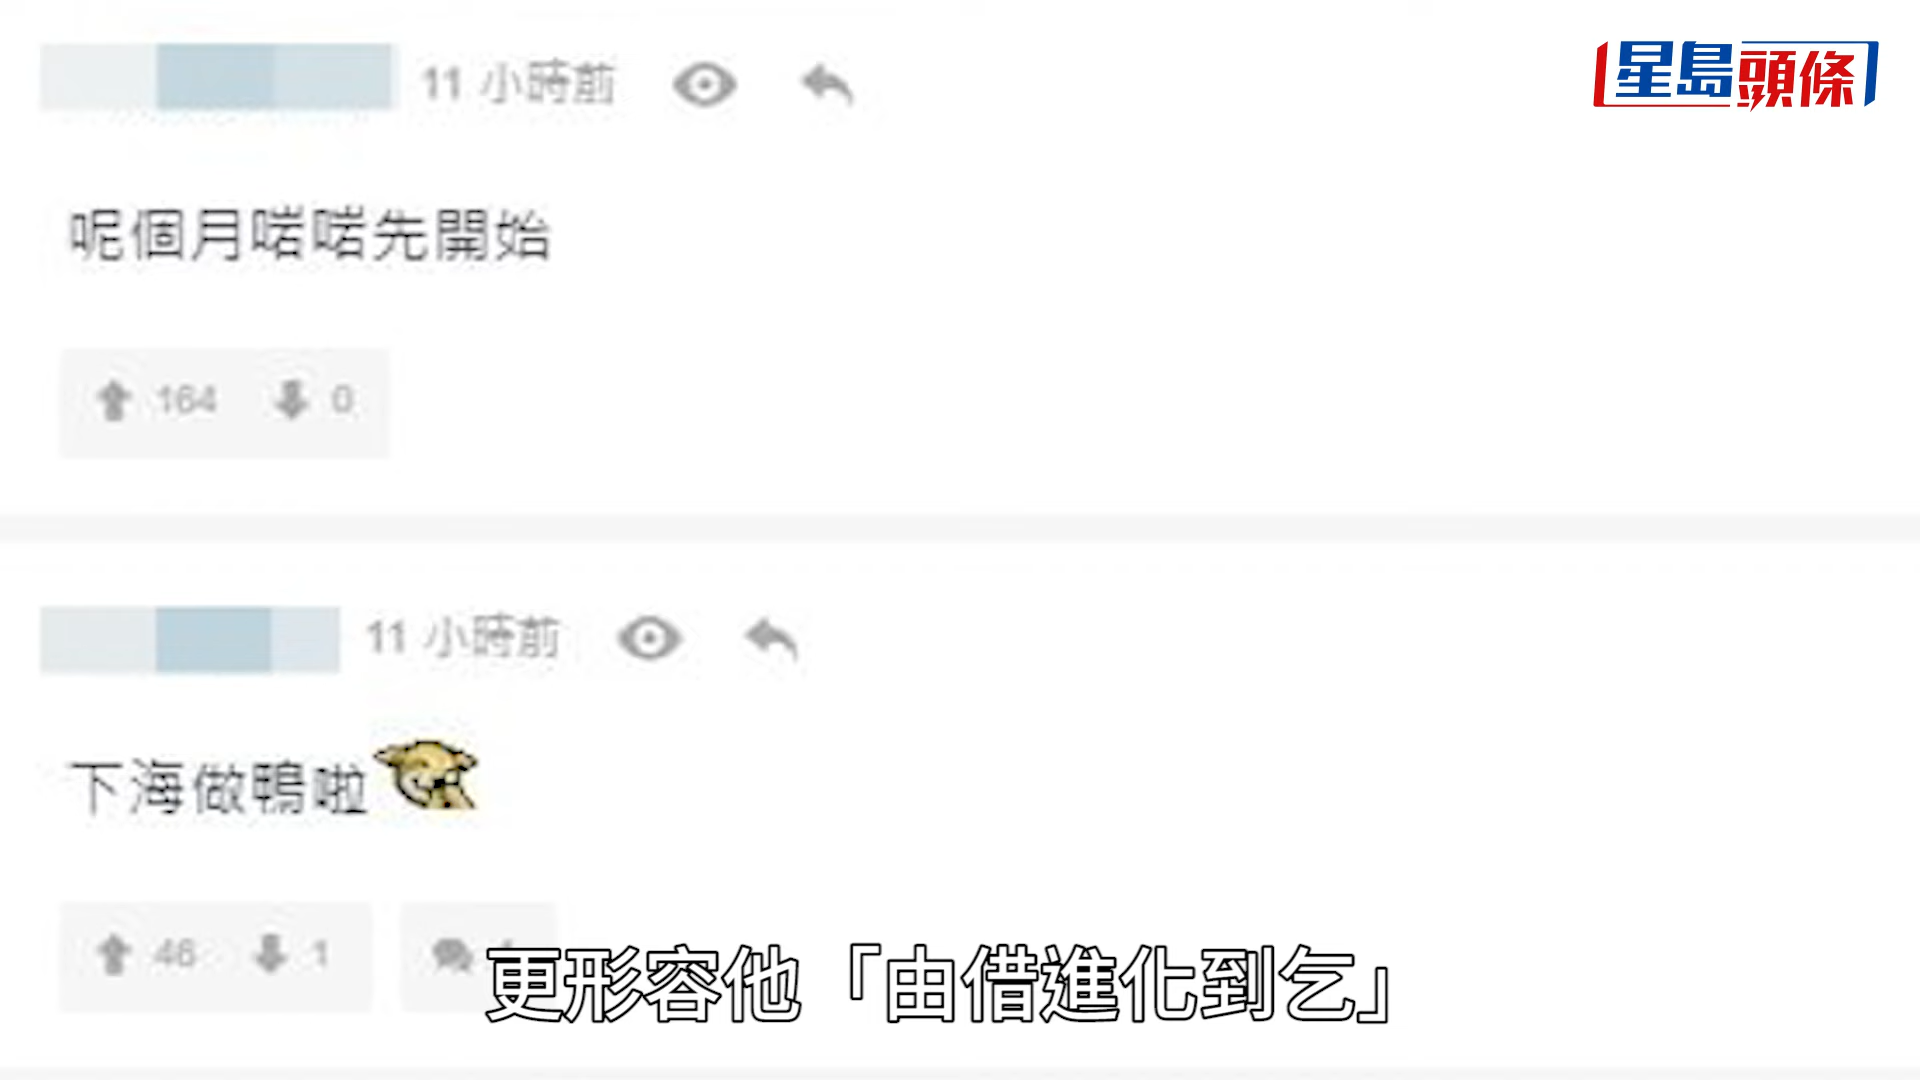 星島頭條
11 小時前
呢個月啱啱先開始
164 0
11 小時前
下海做鴨啦
46 1
更形容他「由借進化到乞」